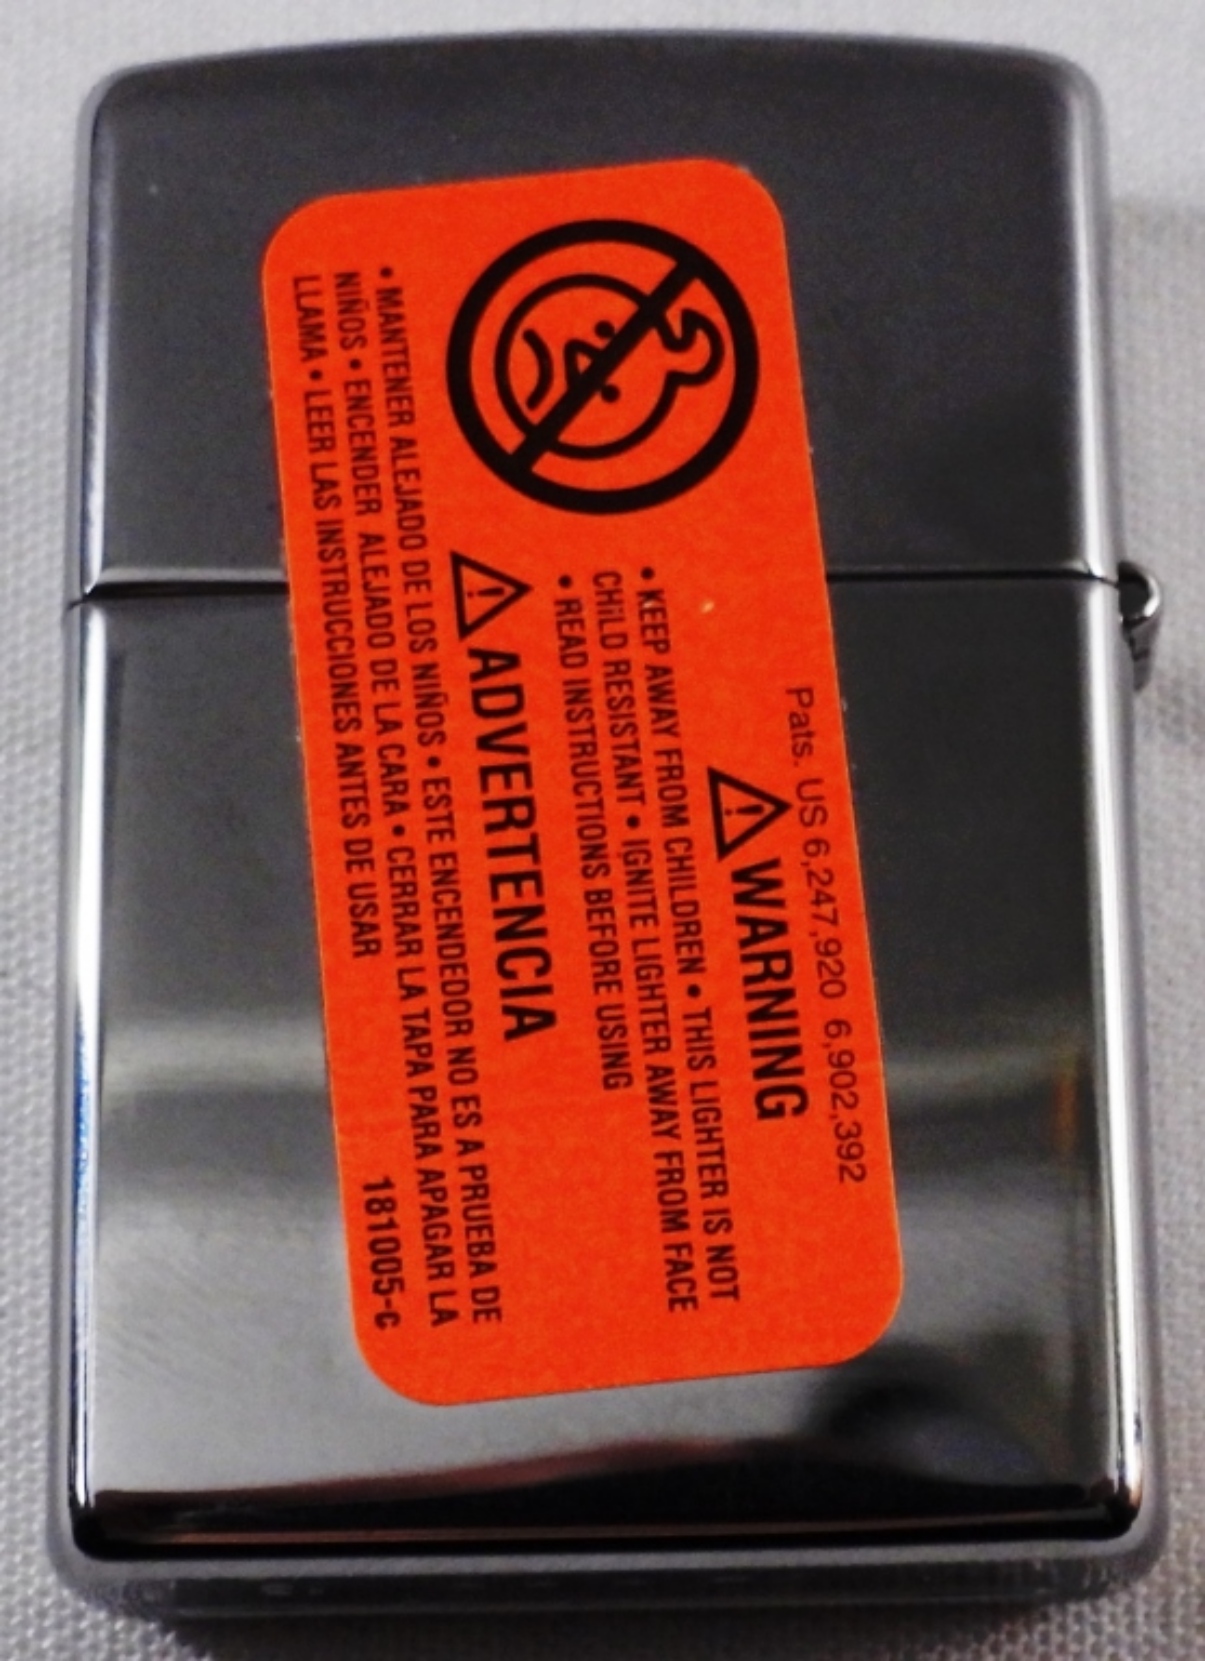 Pats. US 6,247,920 6,902,392
WARNING
• KEEP AWAY FROM CHILDREN • THIS LIGHTER IS NOT
CHILD RESISTANT • IGNITE LIGHTER AWAY FROM FACE
• READ INSTRUCTIONS BEFORE USING
ADVERTENCIA
• MANTENER ALEJADO DE LOS NIÑOS • ESTE ENCENDEDOR NO ES A PRUEBA DE
NIÑOS • ENCENDER ALEJADO DE LA CARA • CERRAR LA TAPA PARA APAGAR LA
LLAMA • LEER LAS INSTRUCCIONES ANTES DE USAR
181005-c